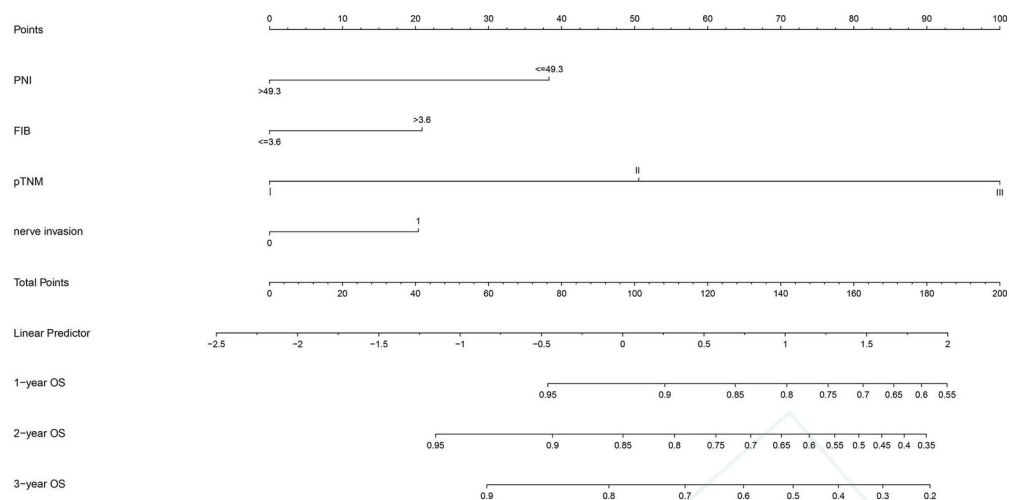 Points 0 10 20 30 40 50 60 70 80 90 100
PNI >49.3 <=49.3
FIB <=3.6 >3.6
pTNM I II III
nerve invasion 0 1
Total Points 0 20 40 60 80 100 120 140 160 180 200
Linear Predictor −2.5 −2 −1.5 −1 −0.5 0 0.5 1 1.5 2
1−year OS 0.95 0.9 0.85 0.8 0.75 0.7 0.65 0.6 0.55
2−year OS 0.95 0.9 0.85 0.8 0.75 0.7 0.65 0.6 0.55 0.5 0.45 0.4 0.35
3−year OS 0.9 0.8 0.7 0.6 0.5 0.4 0.3 0.2